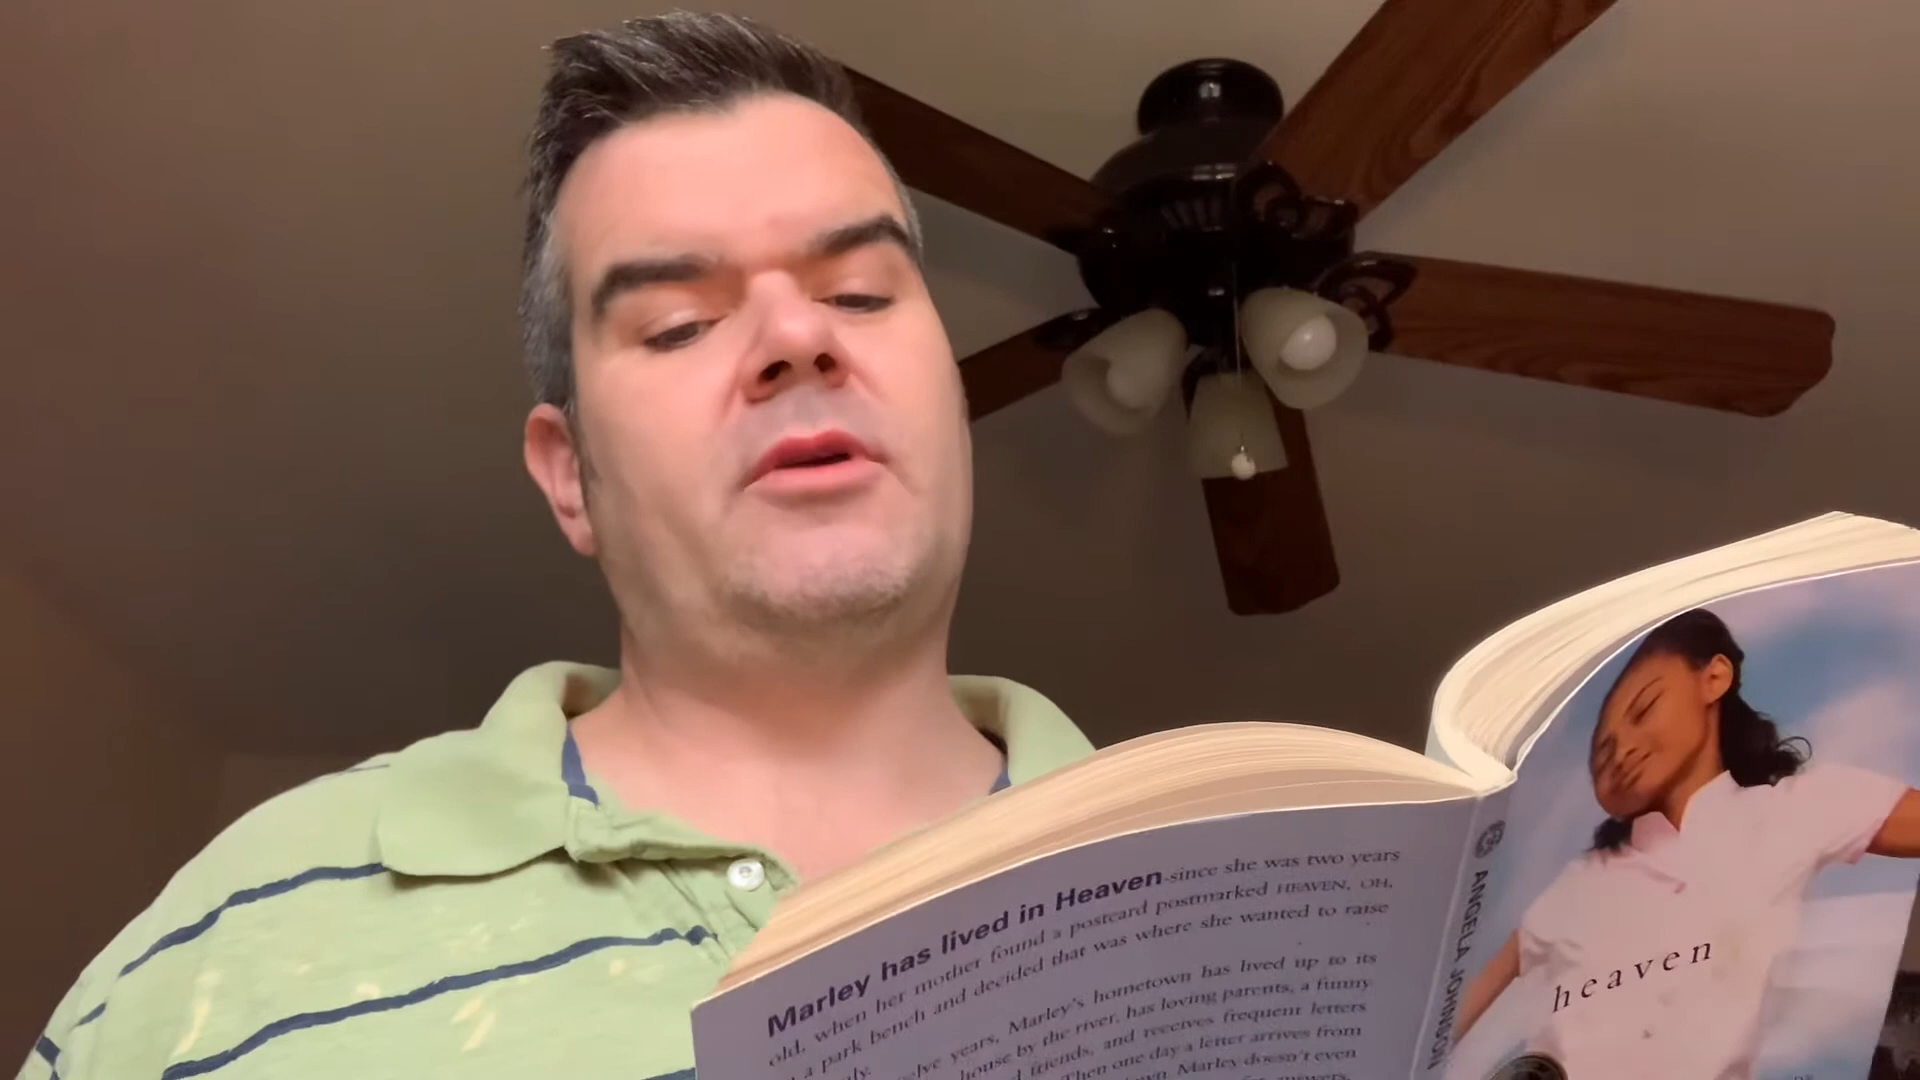 Marley has lived in Heaven-since she was two years
old, when her mother found a postcard postmarked HEAVEN, OH,
a park bench and decided that was where she wanted to raise
years, Marley's hometown has lived up to its
house by the river, has loving parents, a funny
friends, and receives frequent letters
Then one day a letter arrives from
Marley doesn't even
answers.
ANGELA JOHNSON
heaven